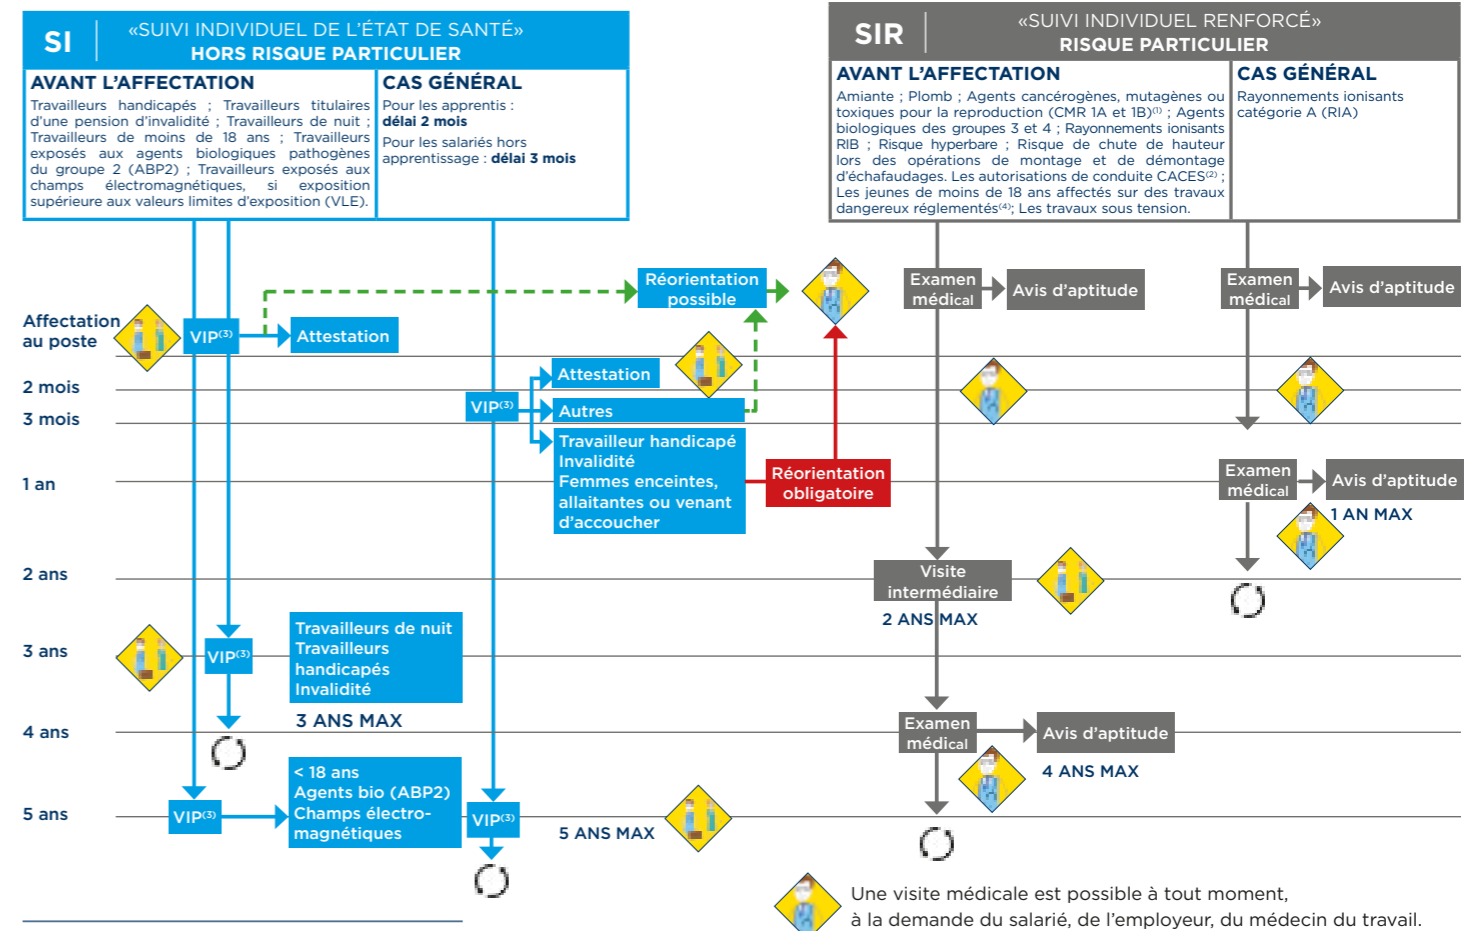 SI
«SUIVI INDIVIDUEL DE L'ÉTAT DE SANTÉ»
HORS RISQUE PARTICULIER
AVANT L'AFFECTATION
Travailleurs handicapés ; Travailleurs titulaires
d'une pension d'invalidité ; Travailleurs de nuit ;
Travailleurs de moins de 18 ans ; Travailleurs
exposés aux agents biologiques pathogènes
du groupe 2 (ABP2) ; Travailleurs exposés aux
champs électromagnétiques, si exposition
supérieure aux valeurs limites d'exposition (VLE).
CAS GÉNÉRAL
Pour les apprentis :
délai 2 mois
Pour les salariés hors
apprentissage : délai 3 mois
SIR
«SUIVI INDIVIDUEL RENFORCÉ»
RISQUE PARTICULIER
AVANT L'AFFECTATION
Amiante ; Plomb ; Agents cancérogènes, mutagènes ou
toxiques pour la reproduction (CMR 1A et 1B)(1) ; Agents
biologiques des groupes 3 et 4 ; Rayonnements ionisants
RIB ; Risque hyperbare ; Risque de chute de hauteur
lors des opérations de montage et de démontage
d'échafaudages. Les autorisations de conduite CACES(2) ;
Les jeunes de moins de 18 ans affectés sur des travaux
dangereux réglementés(4); Les travaux sous tension.
CAS GÉNÉRAL
Rayonnements ionisants
catégorie A (RIA)
Affectation
au poste
VIP(3)
Attestation
Réorientation
possible
Examen
médical
Avis d'aptitude
Examen
médical
Avis d'aptitude
2 mois
3 mois
VIP(3)
Attestation
Autres
Travailleur handicapé
Invalidité
Femmes enceintes,
allaitantes ou venant
d'accoucher
Réorientation
obligatoire
1 an
Examen
médical
Avis d'aptitude
1 AN MAX
2 ans
Visite
intermédiaire
2 ANS MAX
3 ans
VIP(3)
Travailleurs de nuit
Travailleurs
handicapés
Invalidité
3 ANS MAX
4 ans
Examen
médical
Avis d'aptitude
4 ANS MAX
5 ans
VIP(3)
< 18 ans
Agents bio (ABP2)
Champs électro-
magnétiques
VIP(3)
5 ANS MAX
Une visite médicale est possible à tout moment,
à la demande du salarié, de l'employeur, du médecin du travail.